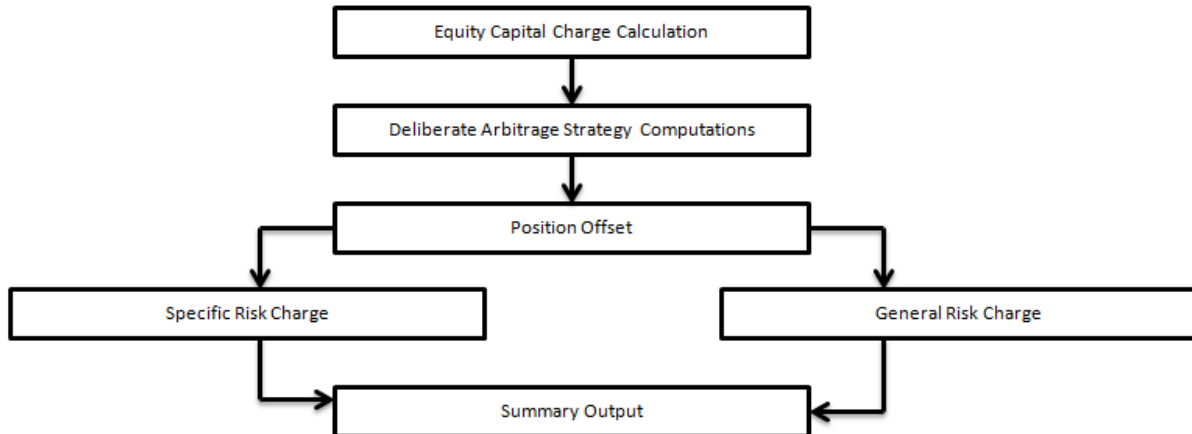 Equity Capital Charge Calculation
Deliberate Arbitrage Strategy Computations
Position Offset
Specific Risk Charge
General Risk Charge
Summary Output